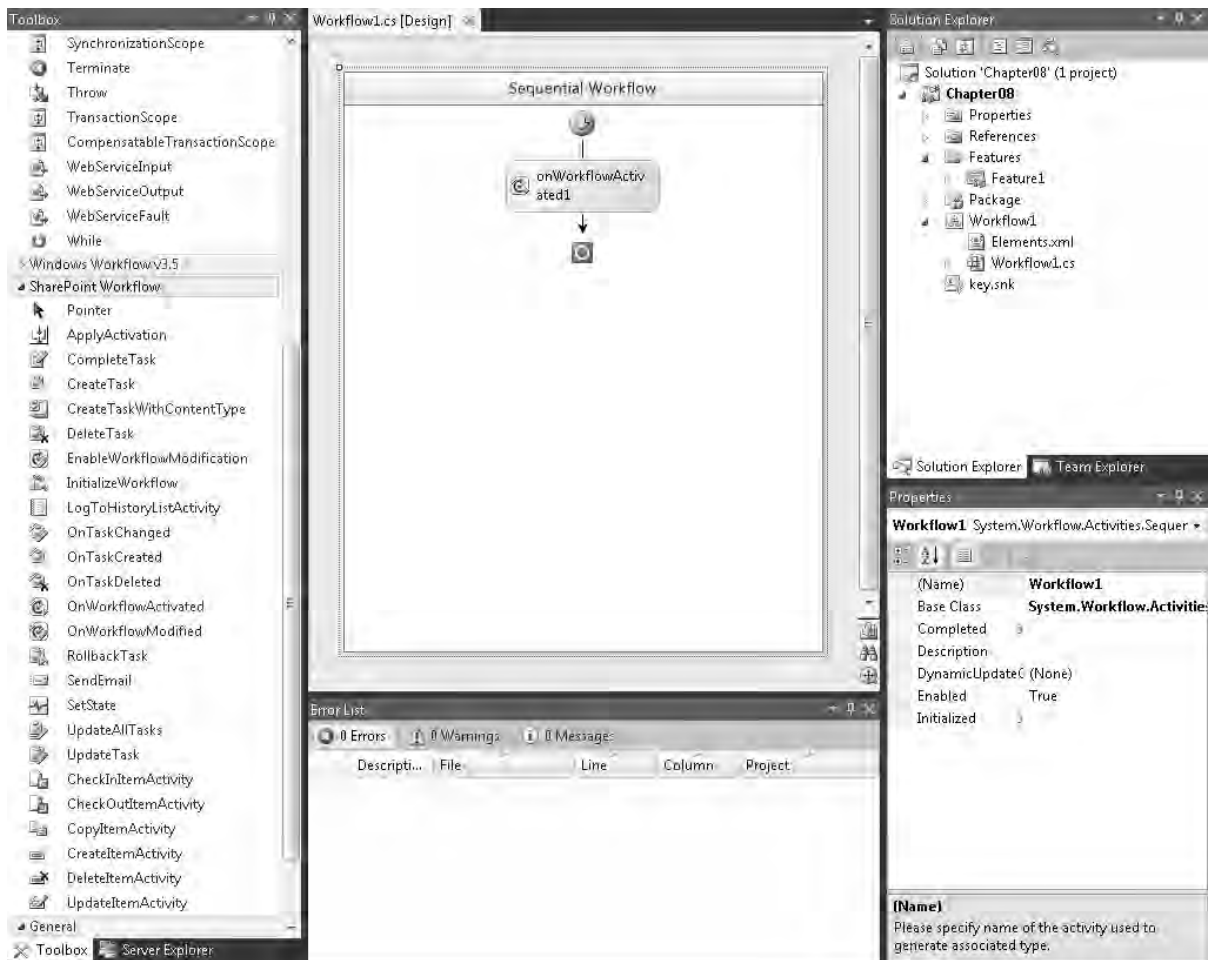 Toolbox
SynchronizationScope
Terminate
Throw
TransactionScope
CompensatableTransactionScope
WebServiceInput
WebServiceOutput
WebServiceFault
While
Windows Workflow v3.5
SharePoint Workflow
Pointer
ApplyActivation
CompleteTask
CreateTask
CreateTaskWithContentType
DeleteTask
EnableWorkflowModification
InitializeWorkflow
LogToHistoryListActivity
OnTaskChanged
OnTaskCreated
OnTaskDeleted
OnWorkflowActivated
OnWorkflowModified
RollbackTask
SendEmail
SetState
UpdateAllTasks
UpdateTask
CheckInItemActivity
CheckOutItemActivity
CopyItemActivity
CreateItemActivity
DeleteItemActivity
UpdateItemActivity
General
Toolbox
Server Explorer
Workflow1.cs [Design]
Sequential Workflow
onWorkflowActiv
ated1
Error List
0 Errors
0 Warnings
0 Messages
Descripti...
File
Line
Column
Project
Solution Explorer
Solution 'Chapter08' (1 project)
Chapter08
Properties
References
Features
Feature1
Package
Workflow1
Elements.xml
Workflow1.cs
key.snk
Solution Explorer
Team Explorer
Properties
Workflow1 System.Workflow.Activities.Sequer
(Name) Workflow1
Base Class System.Workflow.Activitie
Completed
Description
DynamicUpdateC (None)
Enabled True
Initialized
(Name)
Please specify name of the activity used to
generate associated type.